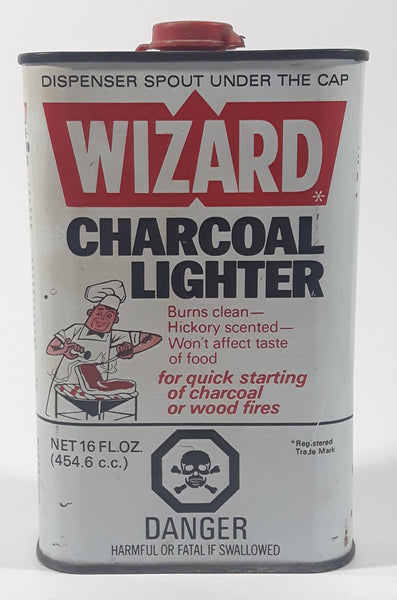 DISPENSER SPOUT UNDER THE CAP
WIZARD*
CHARCOAL
LIGHTER
Burns clean—
Hickory scented—
Won't affect taste
of food
for quick starting
of charcoal
or wood fires
NET 16 FL.OZ.
(454.6 c.c.)
*Registered
Trade Mark
DANGER
HARMFUL OR FATAL IF SWALLOWED